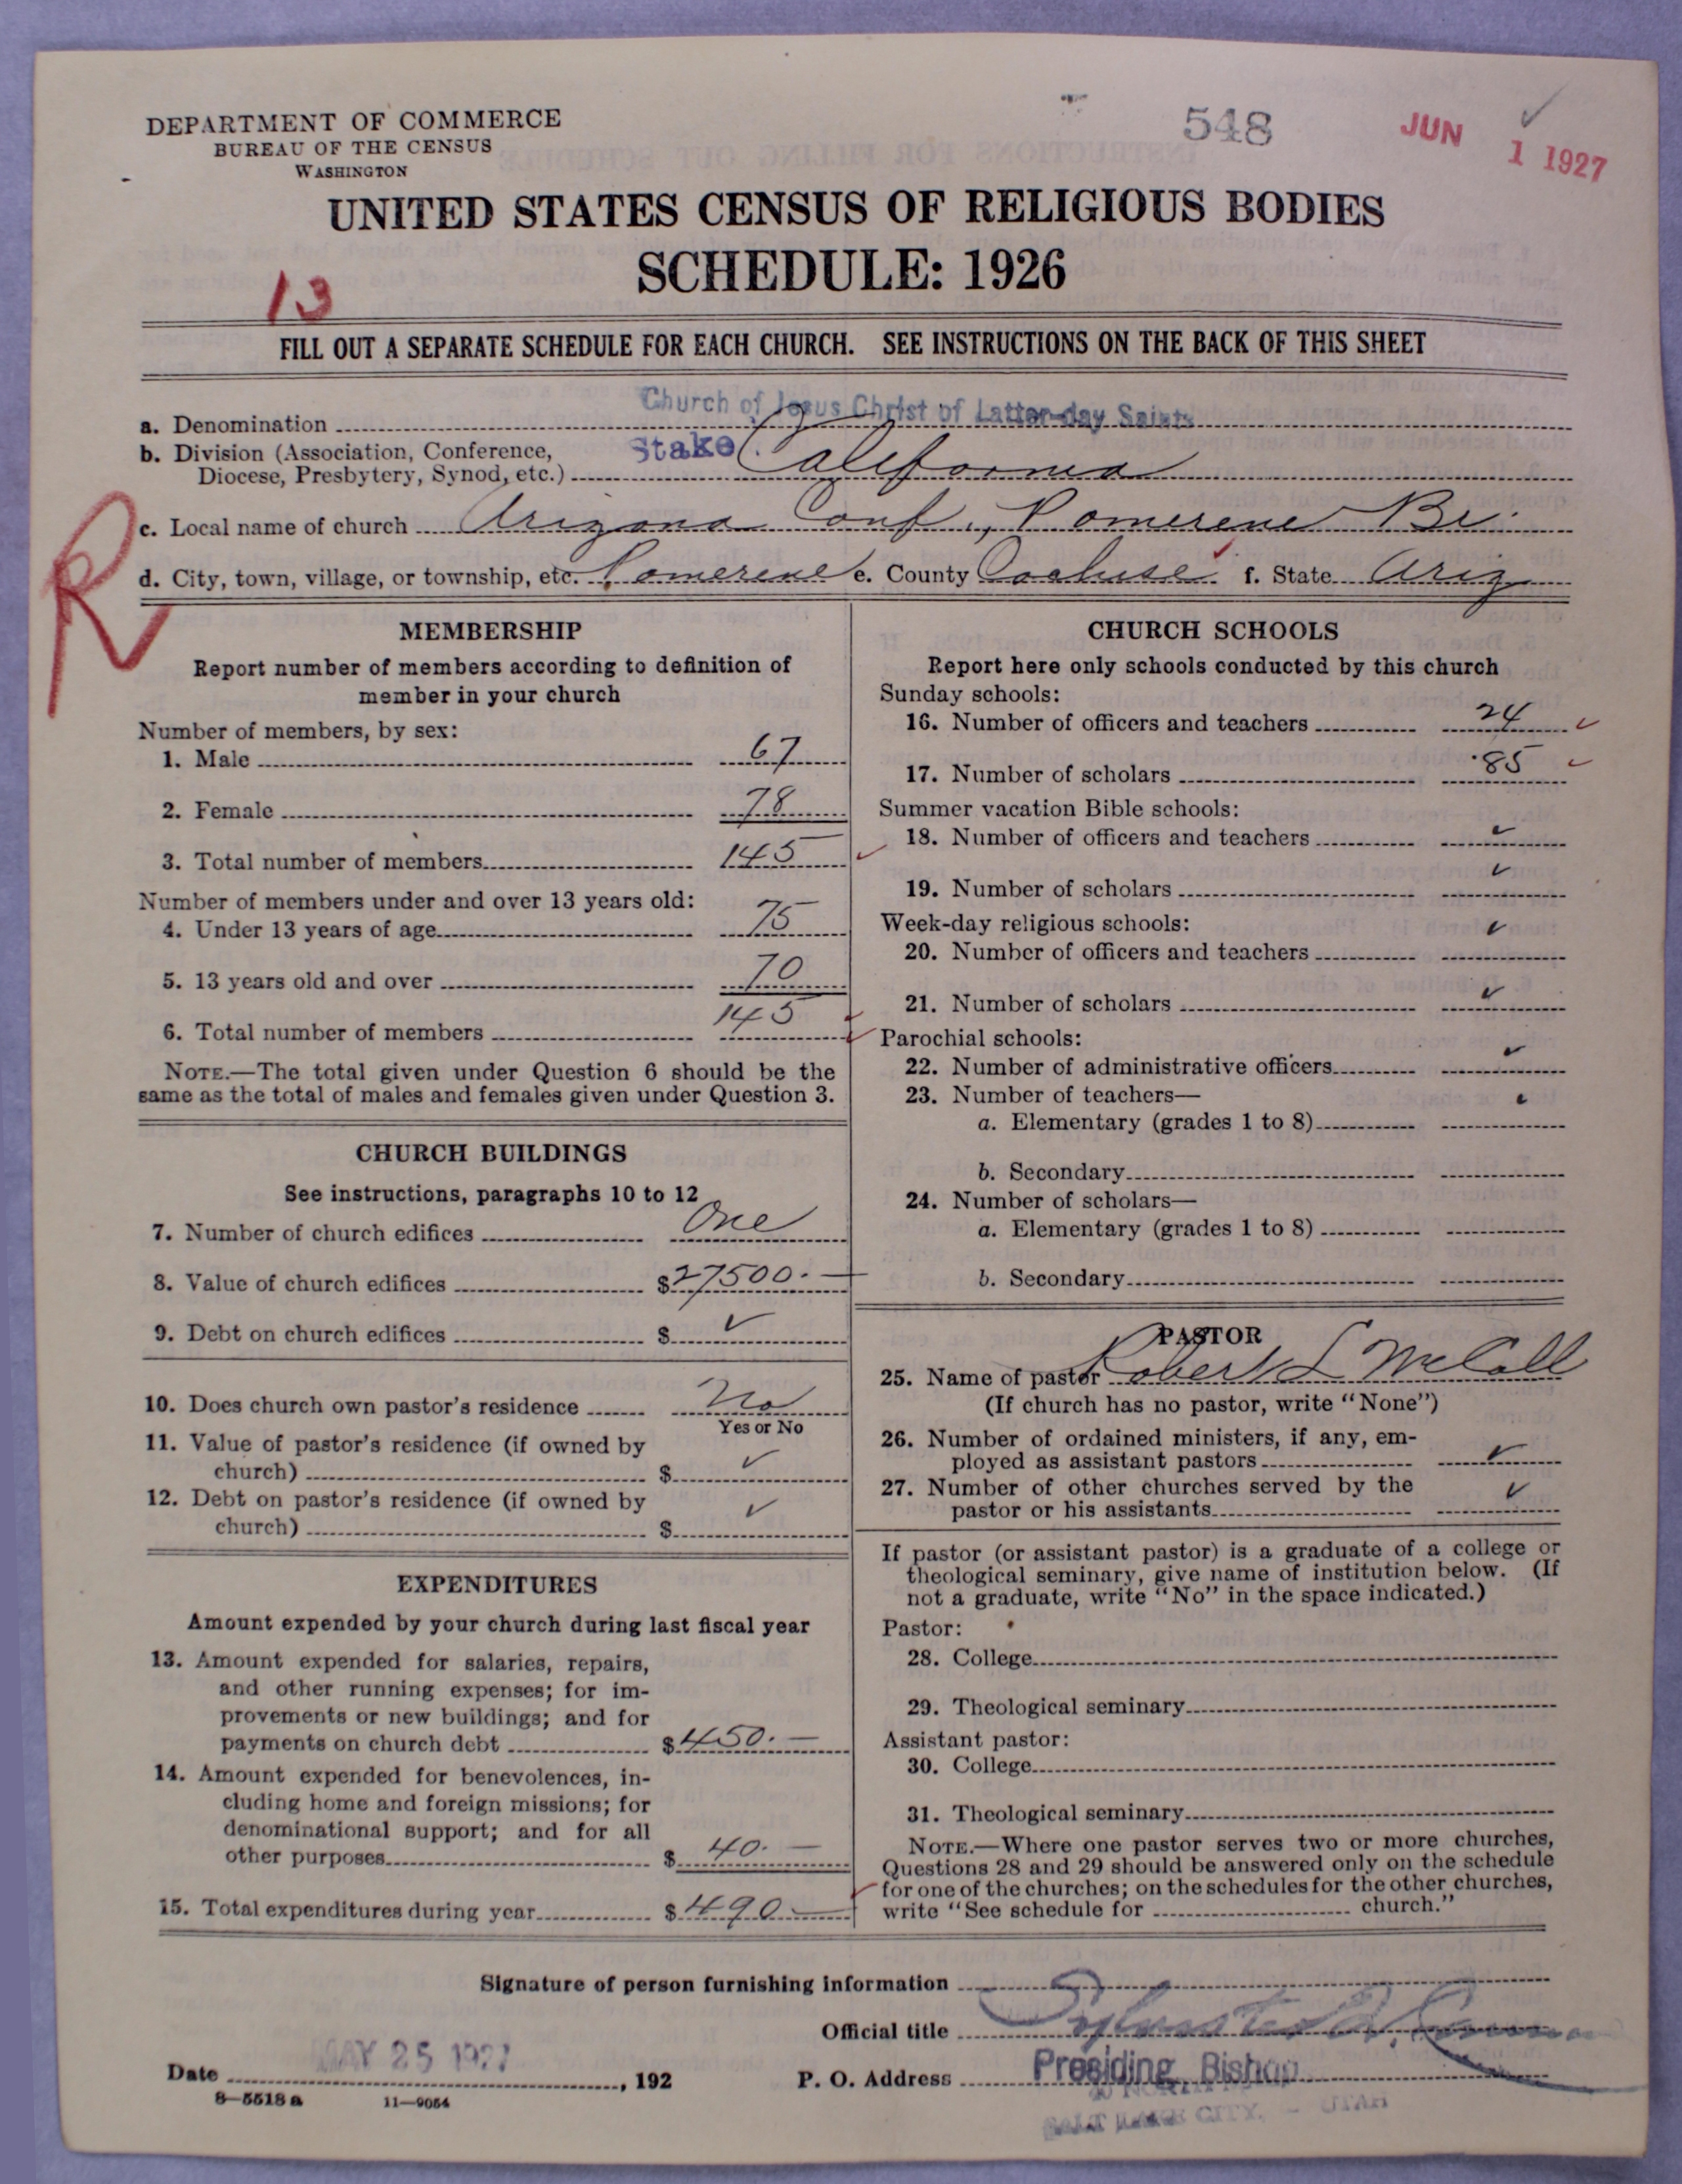 DEPARTMENT OF COMMERCE
BUREAU OF THE CENSUS
WASHINGTON
548
JUN 1 1927
UNITED STATES CENSUS OF RELIGIOUS BODIES
SCHEDULE: 1926
13
FILL OUT A SEPARATE SCHEDULE FOR EACH CHURCH. SEE INSTRUCTIONS ON THE BACK OF THIS SHEET
a. Denomination Church of Jesus Christ of Latter-day Saints
b. Division (Association, Conference,
Diocese, Presbytery, Synod, etc.) Stake California
R
c. Local name of church Arizona Conf., Pomerene Br.
d. City, town, village, or township, etc. Pomerene e. County Cochise f. State Ariz
MEMBERSHIP
Report number of members according to definition of
member in your church
Number of members, by sex:
1. Male 67
2. Female 78
3. Total number of members 145
Number of members under and over 13 years old:
4. Under 13 years of age 75
5. 13 years old and over 70
6. Total number of members 145
NOTE.—The total given under Question 6 should be the
same as the total of males and females given under Question 3.
CHURCH BUILDINGS
See instructions, paragraphs 10 to 12
7. Number of church edifices One
8. Value of church edifices $27500.—
9. Debt on church edifices $ ✓
10. Does church own pastor's residence No
Yes or No
11. Value of pastor's residence (if owned by
church) $ ✓
12. Debt on pastor's residence (if owned by
church) $ ✓
EXPENDITURES
Amount expended by your church during last fiscal year
13. Amount expended for salaries, repairs,
and other running expenses; for im-
provements or new buildings; and for
payments on church debt $450.—
14. Amount expended for benevolences, in-
cluding home and foreign missions; for
denominational support; and for all
other purposes $ 40.—
15. Total expenditures during year $490—
CHURCH SCHOOLS
Report here only schools conducted by this church
Sunday schools:
16. Number of officers and teachers 24 ✓
17. Number of scholars 85 ✓
Summer vacation Bible schools:
18. Number of officers and teachers ✓
19. Number of scholars ✓
Week-day religious schools:
20. Number of officers and teachers ✓
21. Number of scholars ✓
Parochial schools:
22. Number of administrative officers ✓
23. Number of teachers—
a. Elementary (grades 1 to 8)
b. Secondary
24. Number of scholars—
a. Elementary (grades 1 to 8)
b. Secondary
PASTOR
25. Name of pastor Robert L McCall
(If church has no pastor, write "None")
26. Number of ordained ministers, if any, em-
ployed as assistant pastors ✓
27. Number of other churches served by the
pastor or his assistants ✓
If pastor (or assistant pastor) is a graduate of a college or
theological seminary, give name of institution below. (If
not a graduate, write "No" in the space indicated.)
Pastor:
28. College
29. Theological seminary
Assistant pastor:
30. College
31. Theological seminary
NOTE.—Where one pastor serves two or more churches,
Questions 28 and 29 should be answered only on the schedule
for one of the churches; on the schedules for the other churches,
write "See schedule for church."
Signature of person furnishing information
Official title Sylvester Q. Cannon
Date MAY 25 1927, 192
P. O. Address Presiding Bishop
SALT LAKE CITY, - UTAH
8—5518 a 11—9054